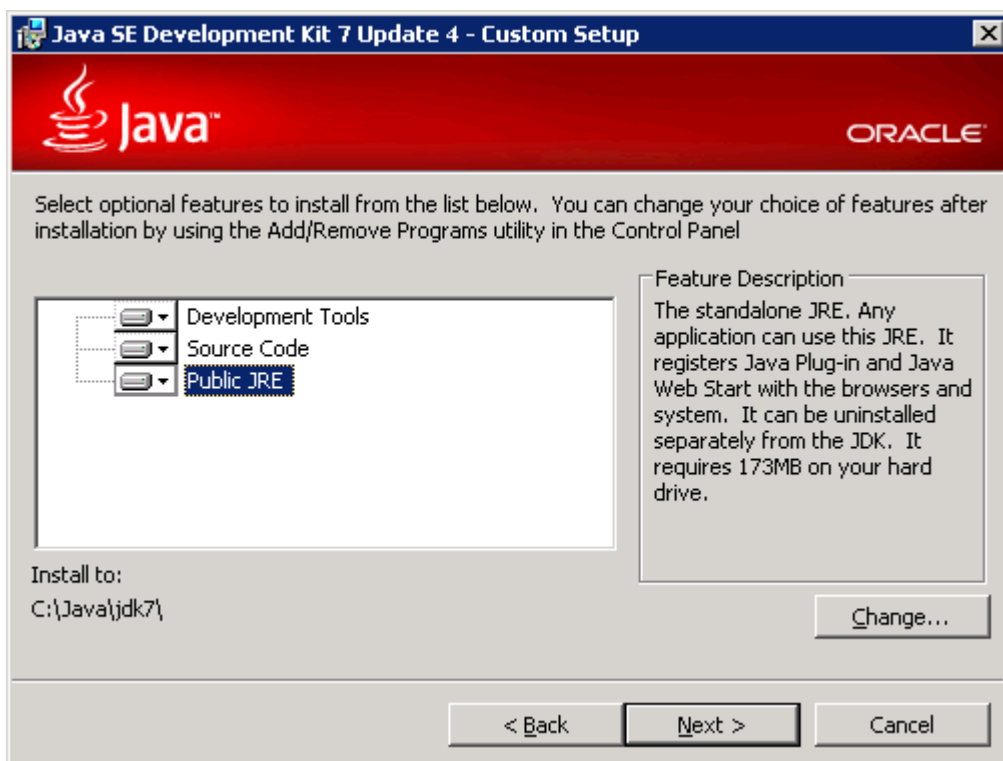 Java SE Development Kit 7 Update 4 - Custom Setup
Java™
ORACLE
Select optional features to install from the list below.  You can change your choice of features after
installation by using the Add/Remove Programs utility in the Control Panel
Development Tools
Source Code
Public JRE
Feature Description
The standalone JRE. Any
application can use this JRE.  It
registers Java Plug-in and Java
Web Start with the browsers and
system.  It can be uninstalled
separately from the JDK.  It
requires 173MB on your hard
drive.
Install to:
C:\Java\jdk7\
Change...
< Back
Next >
Cancel